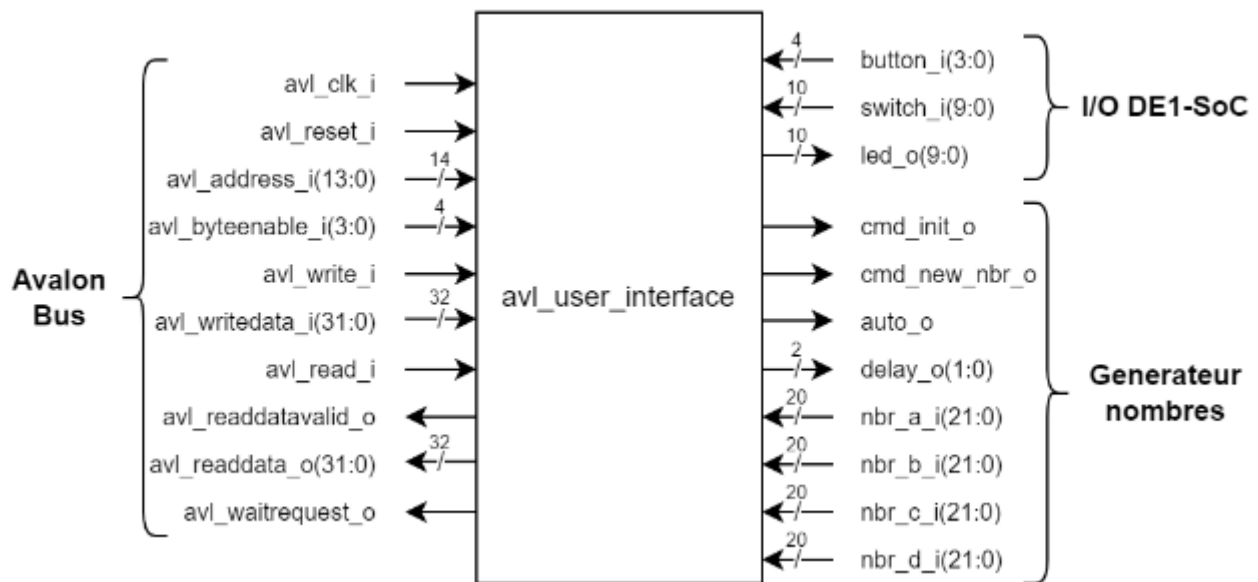 Avalon
Bus
avl_clk_i
avl_reset_i
14
avl_address_i(13:0)
4
avl_byteenable_i(3:0)
avl_write_i
32
avl_writedata_i(31:0)
avl_read_i
avl_readdatavalid_o
32
avl_readdata_o(31:0)
avl_waitrequest_o
avl_user_interface
4
button_i(3:0)
10
switch_i(9:0)
10
led_o(9:0)
I/O DE1-SoC
cmd_init_o
cmd_new_nbr_o
auto_o
2
delay_o(1:0)
20
nbr_a_i(21:0)
20
nbr_b_i(21:0)
20
nbr_c_i(21:0)
20
nbr_d_i(21:0)
Generateur
nombres